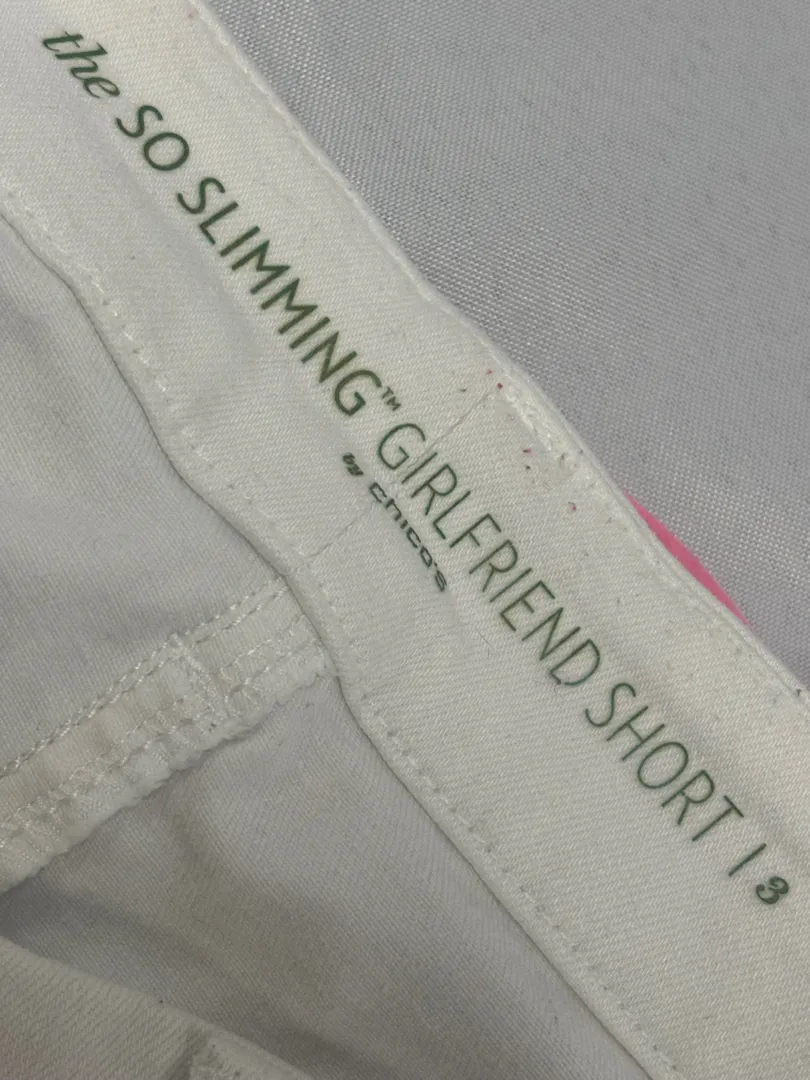 the SO SLIMMING™ GIRLFRIEND SHORT | 3
by chico's